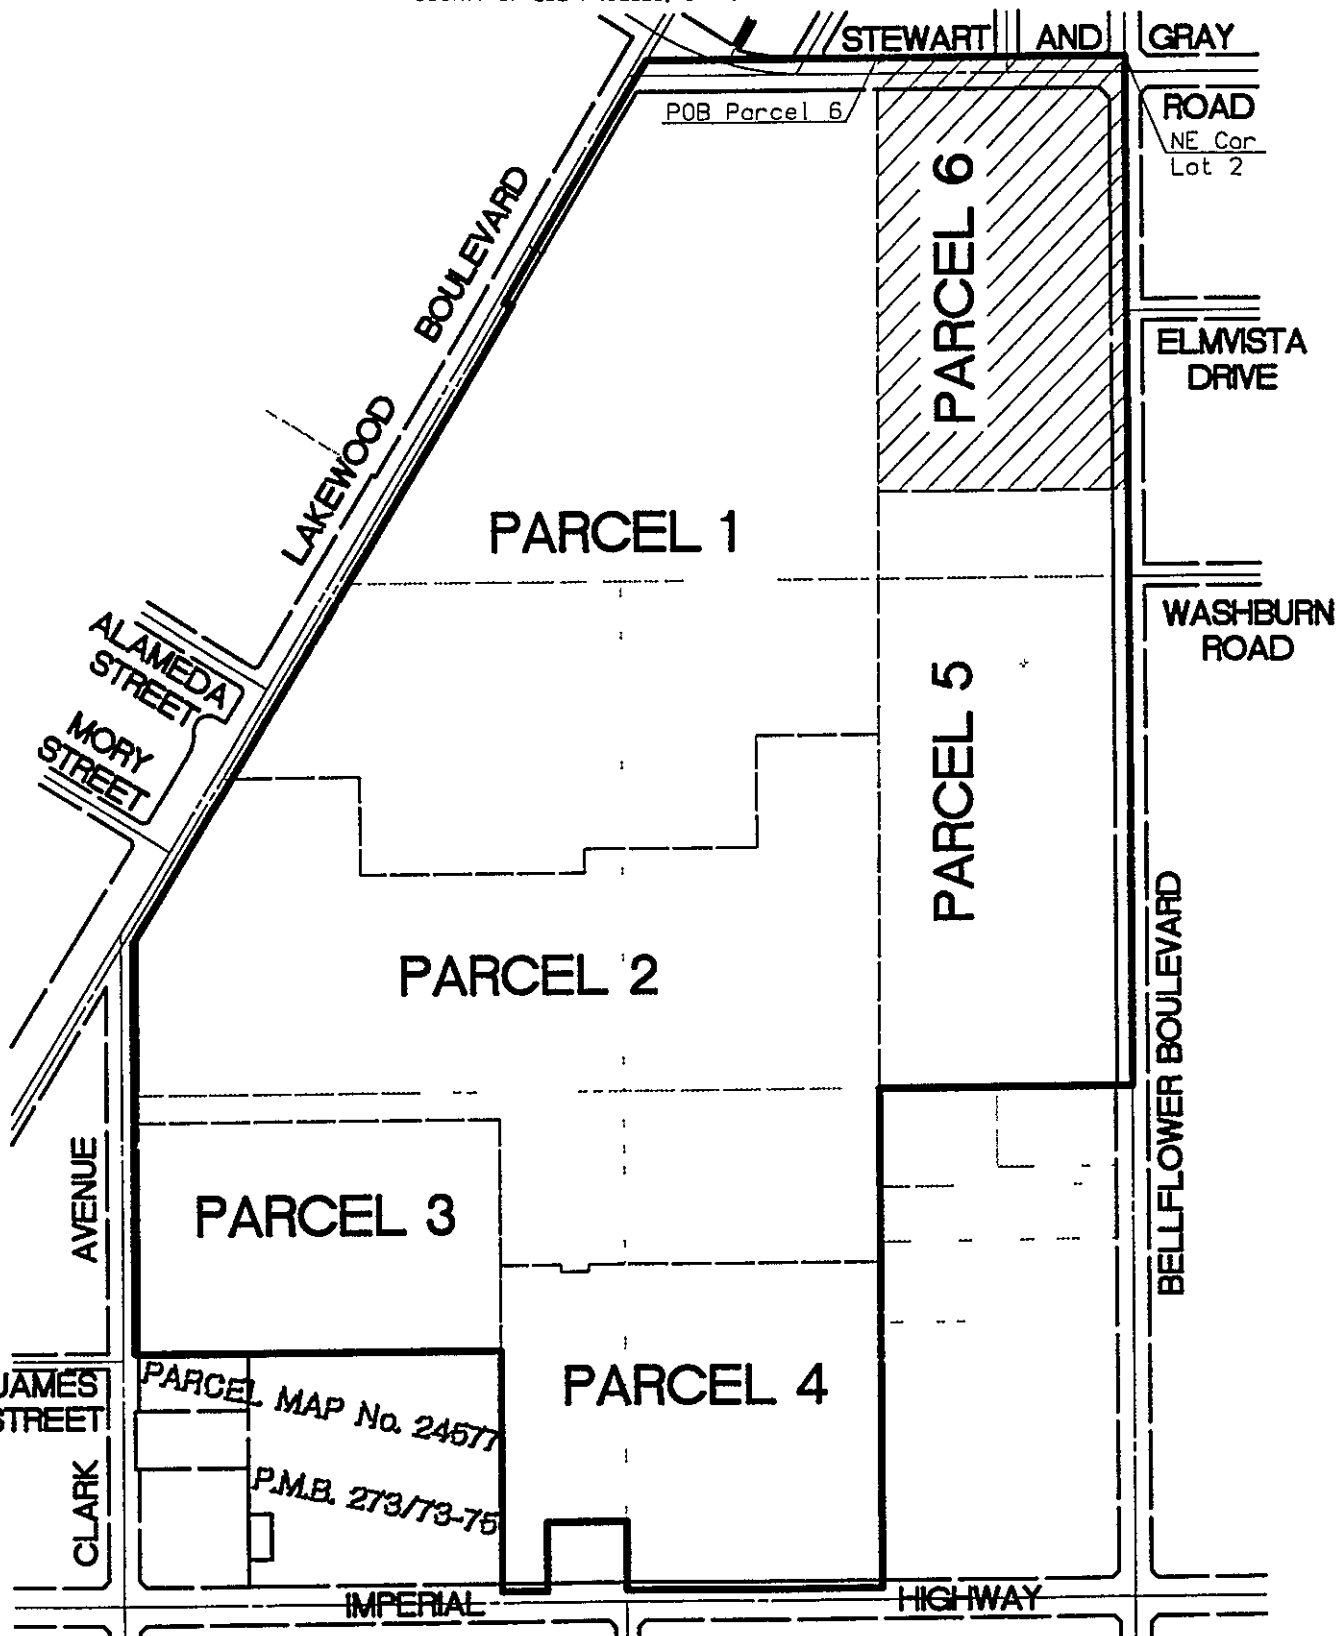 STEWART AND GRAY
ROAD
POB Parcel 6
NE Cor
Lot 2
PARCEL 6
BOULEVARD
LAKEWOOD
ELMVISTA
DRIVE
PARCEL 1
WASHBURN
ROAD
ALAMEDA
STREET
MORY
STREET
PARCEL 5
PARCEL 2
BELLFLOWER BOULEVARD
AVENUE
PARCEL 3
JAMES
STREET
PARCEL MAP No. 24577
PARCEL 4
P.M.B. 273/73-75
CLARK
IMPERIAL HIGHWAY